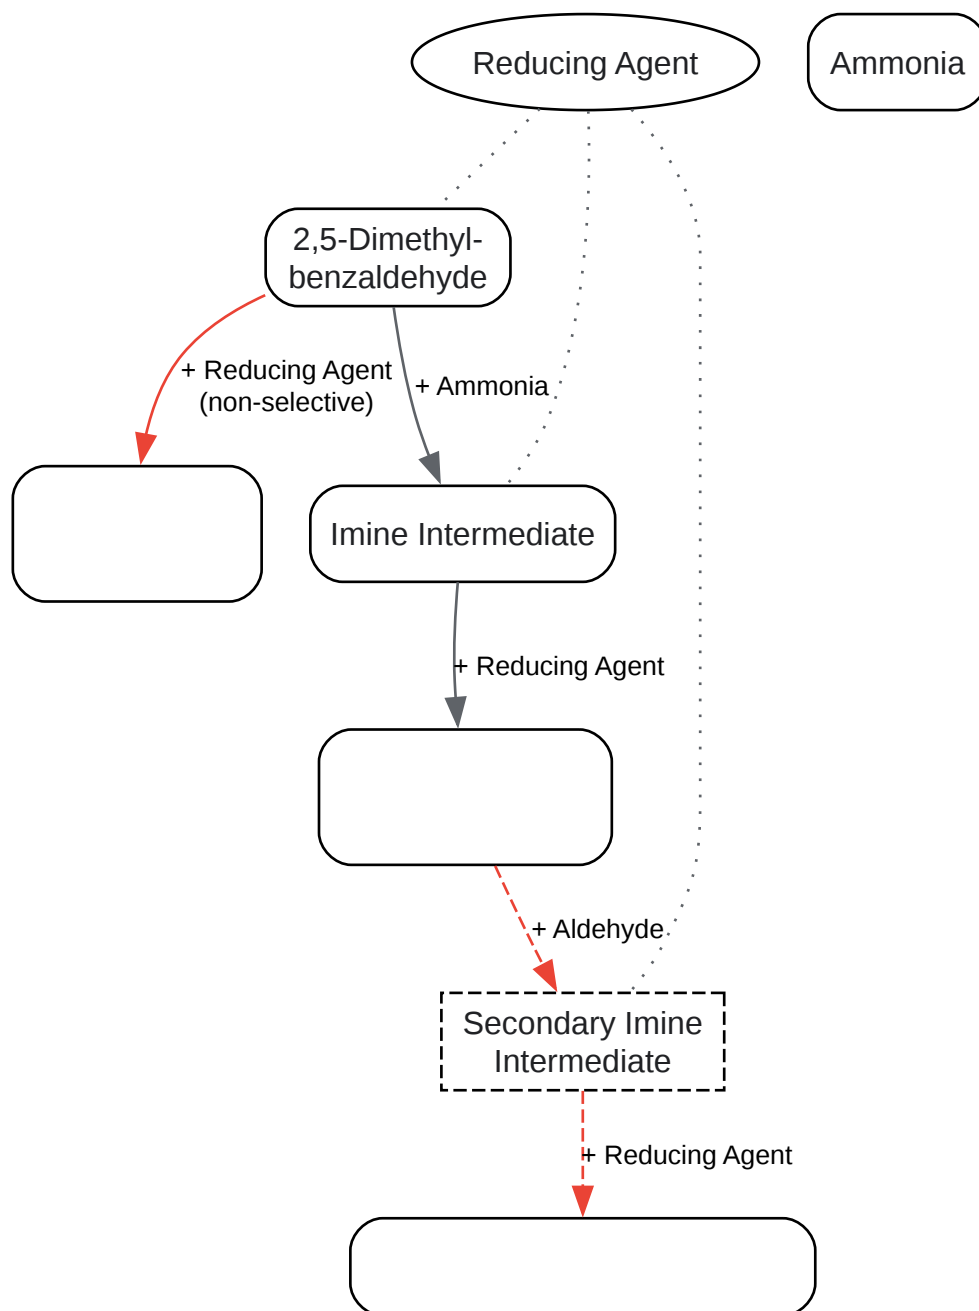 Reducing Agent
Ammonia
2,5-Dimethyl-
benzaldehyde
+ Reducing Agent
(non-selective)
+ Ammonia
Imine Intermediate
+ Reducing Agent
+ Aldehyde
Secondary Imine
Intermediate
+ Reducing Agent